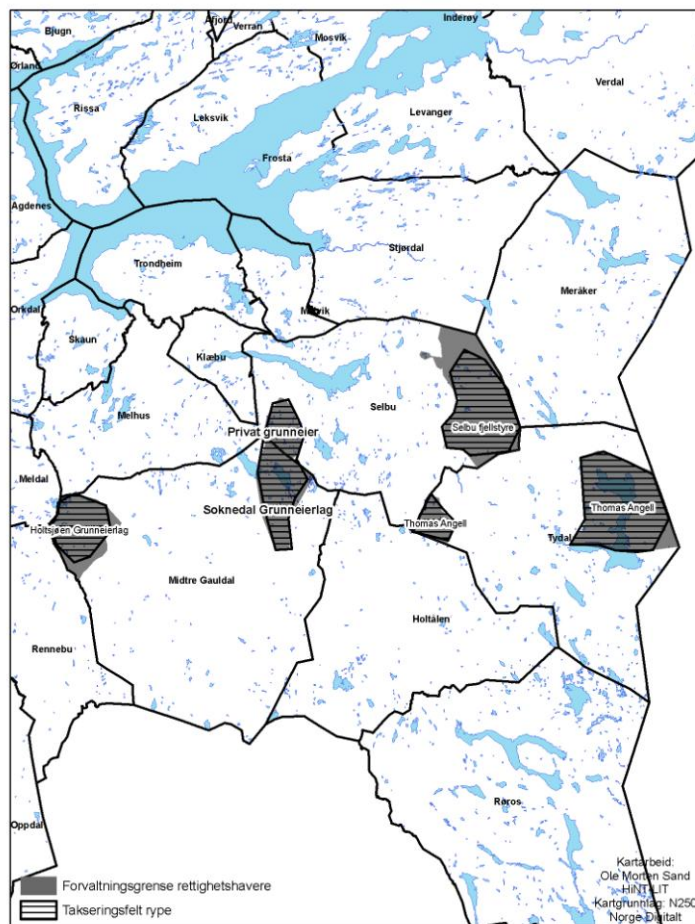 Åfjord
Verran
Inderøy
Bjugn
Mosvik
Ørland
Verdal
Rissa
Leksvik
Levanger
Frosta
Agdenes
Stjørdal
Trondheim
Meråker
Orkdal
Malvik
Skaun
Klæbu
Melhus
Selbu
Privat grunneier
Selbu fjellstyre
Meldal
Soknedal Grunneierlag
Thomas Angell
Thomas Angell
Holtsjøen Grunneierlag
Tydal
Midtre Gauldal
Holtålen
Rennebu
Røros
Oppdal
Forvaltningsgrense rettighetshavere
Takseringsfelt rype
Kartarbeid:
Ole Morten Sand
HiNT-LIT
Kartgrunnlag: N250
Norge Digitalt